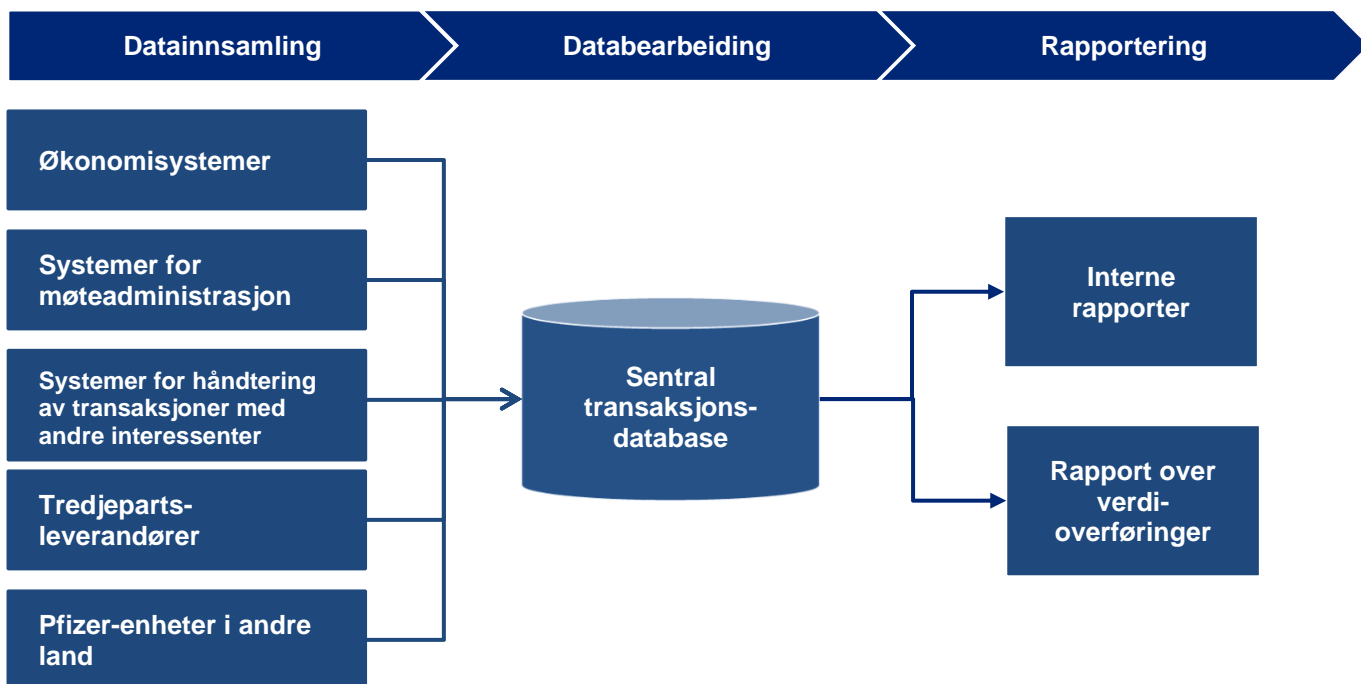 Datainnsamling
Databearbeiding
Rapportering
Økonomisystemer
Systemer for
møteadministrasjon
Systemer for håndtering
av transaksjoner med
andre interessenter
Tredjeparts-
leverandører
Pfizer-enheter i andre
land
Sentral
transaksjons-
database
Interne
rapporter
Rapport over
verdi-
overføringer